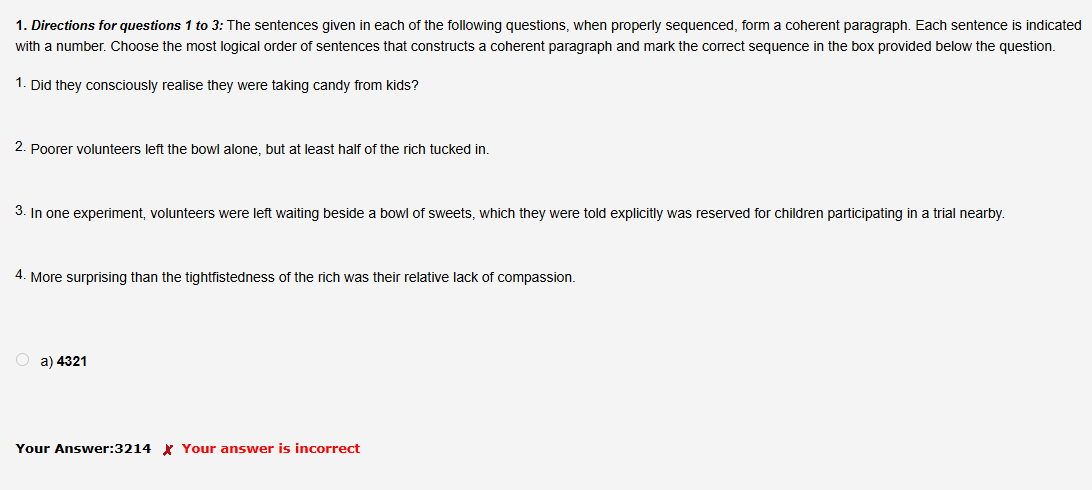 1. Directions for questions 1 to 3: The sentences given in each of the following questions, when properly sequenced, form a coherent paragraph. Each sentence is indicated
with a number. Choose the most logical order of sentences that constructs a coherent paragraph and mark the correct sequence in the box provided below the question.
1. Did they consciously realise they were taking candy from kids?
2. Poorer volunteers left the bowl alone, but at least half of the rich tucked in.
3. In one experiment, volunteers were left waiting beside a bowl of sweets, which they were told explicitly was reserved for children participating in a trial nearby.
4. More surprising than the tightfistedness of the rich was their relative lack of compassion.
a) 4321
Your Answer:3214 ✘ Your answer is incorrect